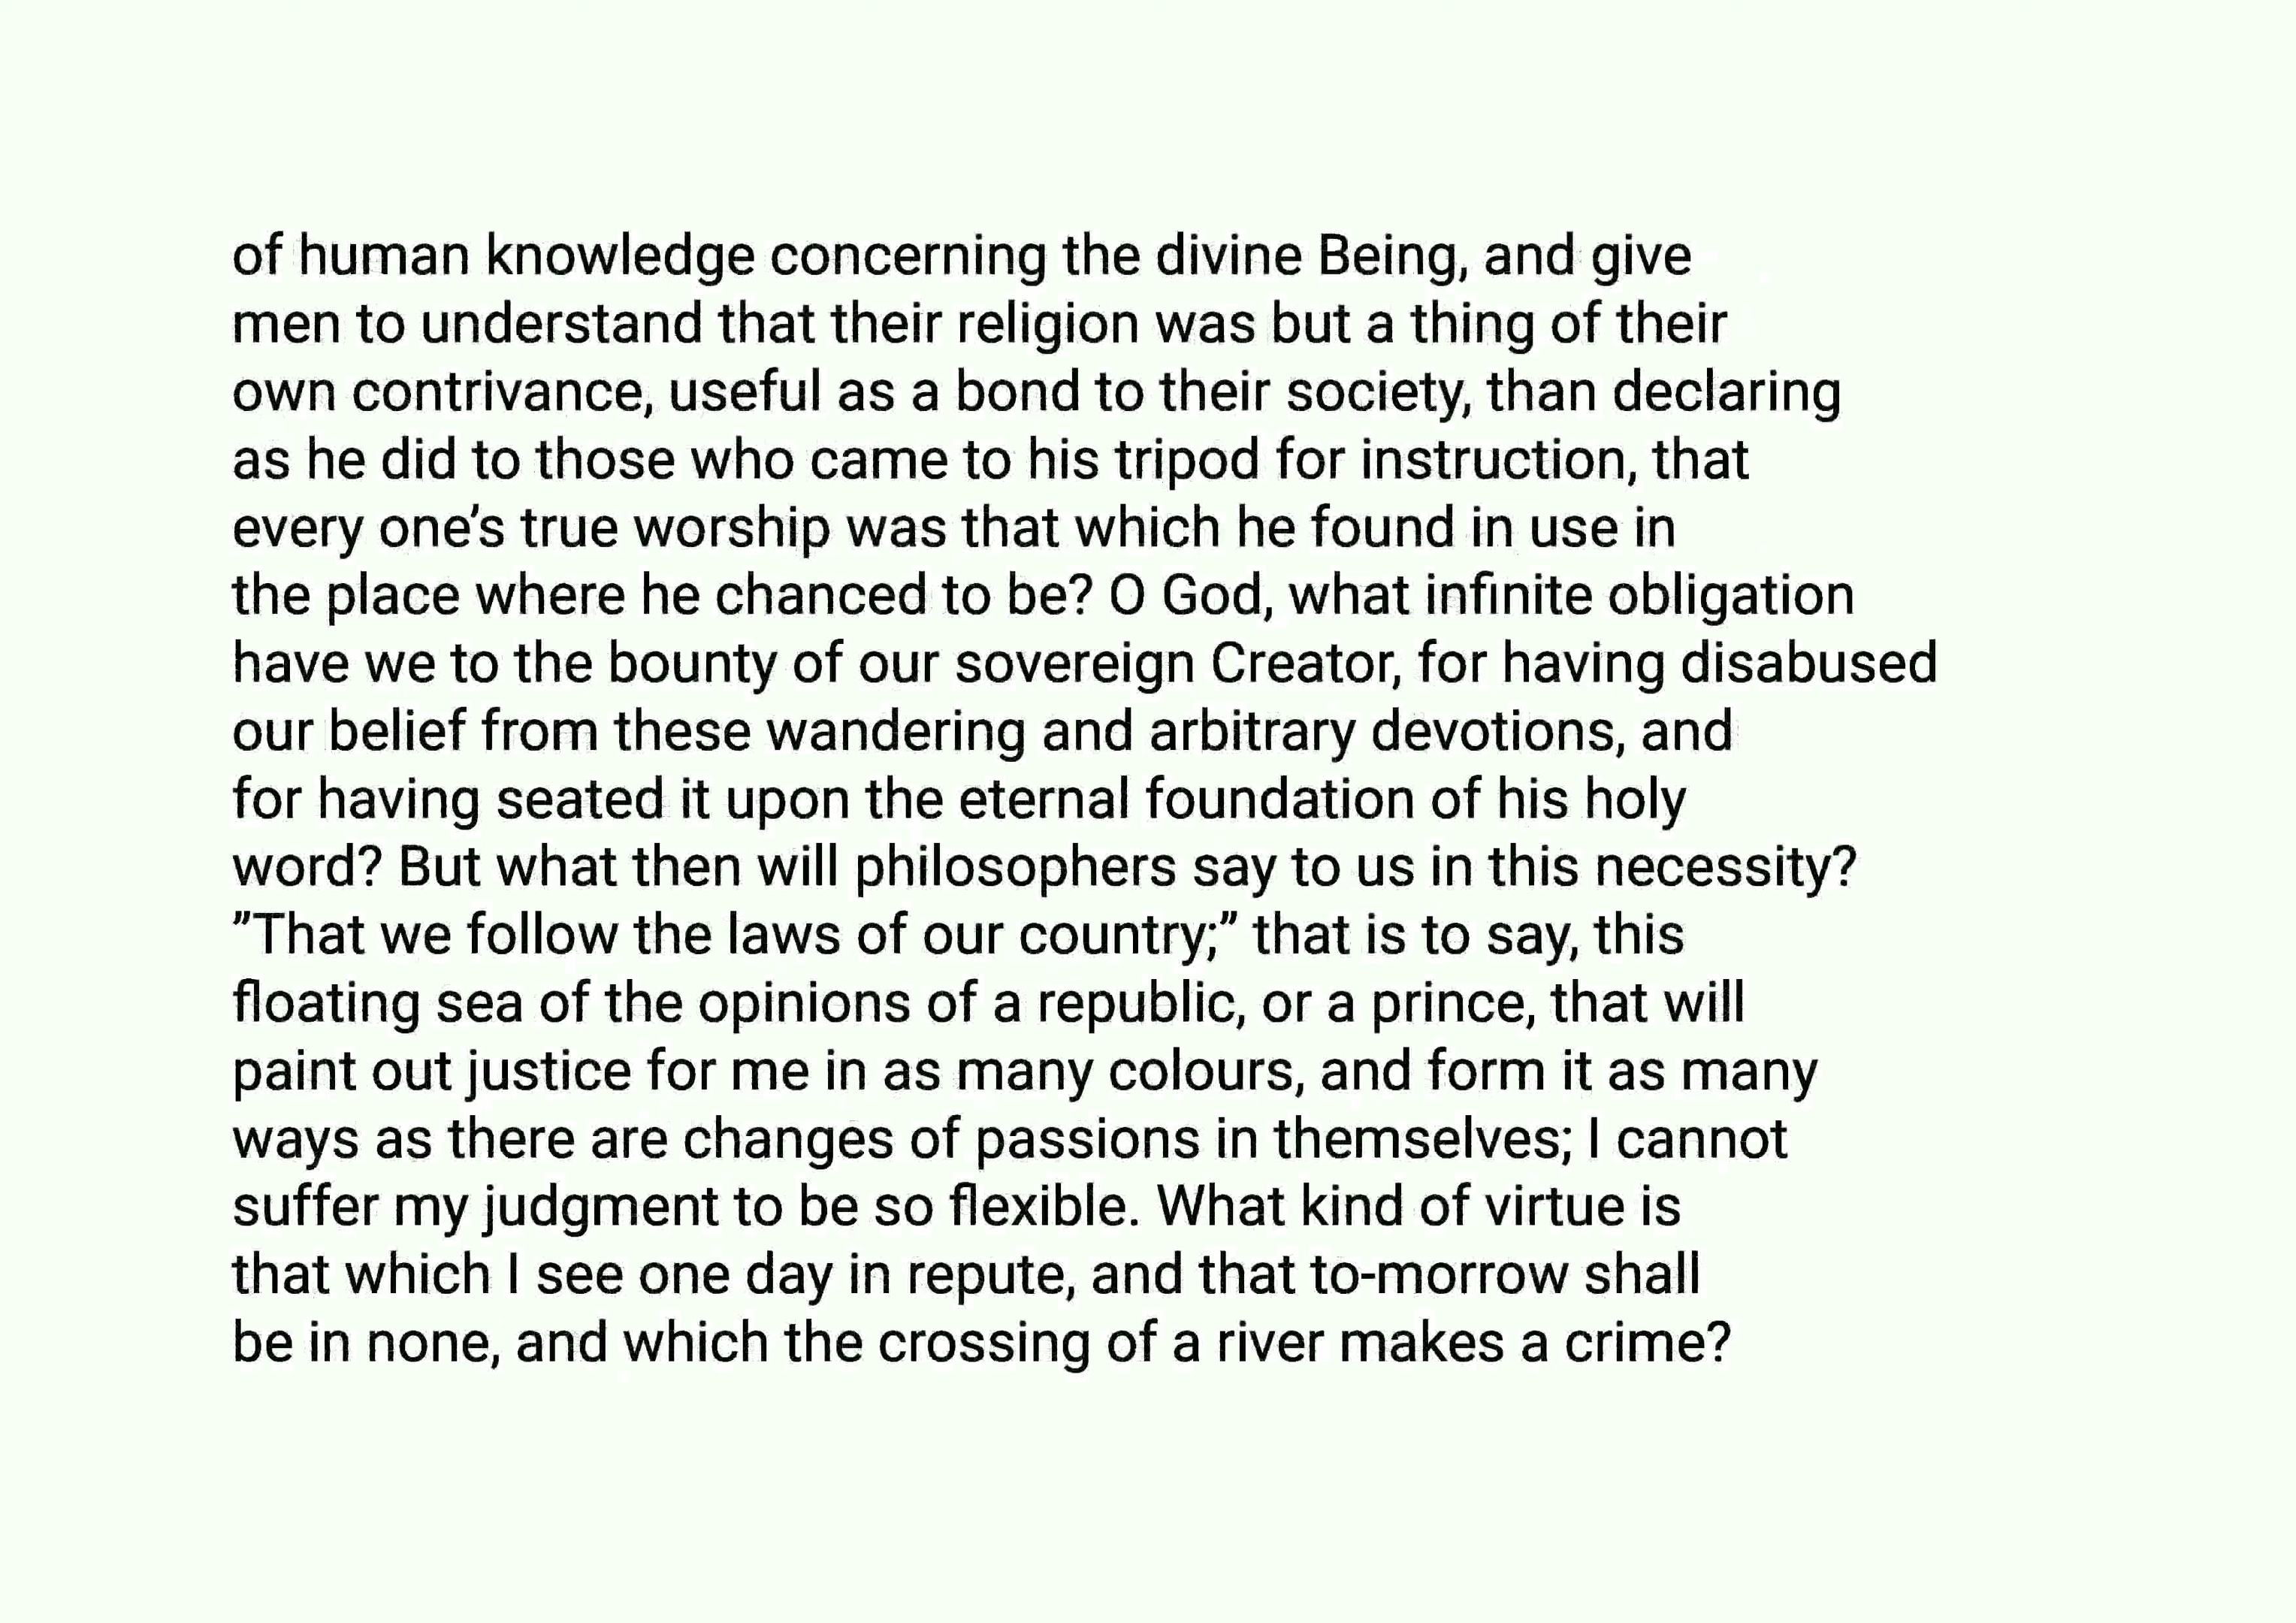 of human knowledge concerning the divine Being, and give
men to understand that their religion was but a thing of their
own contrivance, useful as a bond to their society, than declaring
as he did to those who came to his tripod for instruction, that
every one’s true worship was that which he found in use in
the place where he chanced to be? O God, what infinite obligation
have we to the bounty of our sovereign Creator, for having disabused
our belief from these wandering and arbitrary devotions, and
for having seated it upon the eternal foundation of his holy
word? But what then will philosophers say to us in this necessity?
”That we follow the laws of our country;” that is to say, this
floating sea of the opinions of a republic, or a prince, that will
paint out justice for me in as many colours, and form it as many
ways as there are changes of passions in themselves; I cannot
suffer my judgment to be so flexible. What kind of virtue is
that which I see one day in repute, and that to-morrow shall
be in none, and which the crossing of a river makes a crime?